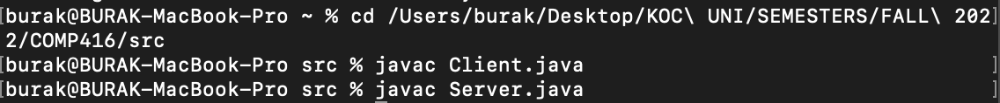 [burak@BURAK-MacBook-Pro ~ % cd /Users/burak/Desktop/KOC\ UNI/SEMESTERS/FALL\ 202]
2/COMP416/src
[burak@BURAK-MacBook-Pro src % javac Client.java ]
[burak@BURAK-MacBook-Pro src % javac Server.java ]